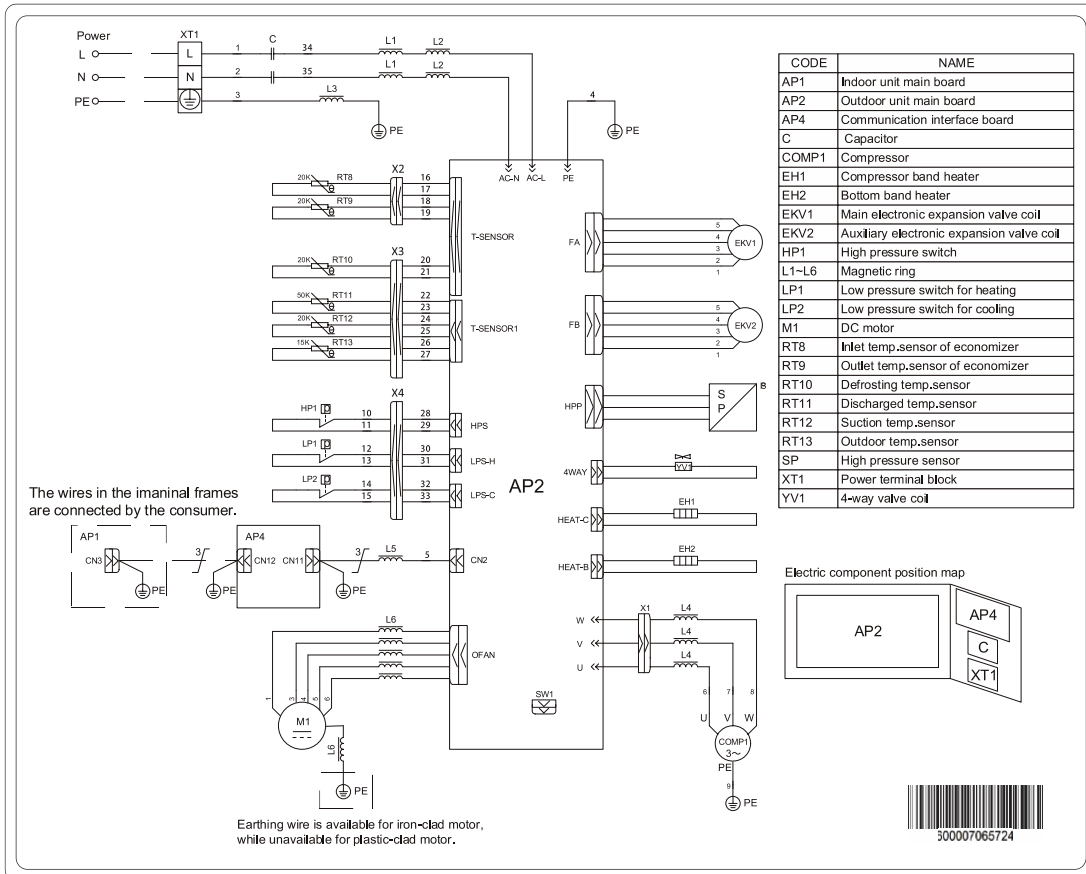 Power
XT1
L
L
1
C
34
L1
L2
N
N
2
35
L1
L2
PE
3
L3
PE
4
PE
AC-N AC-L PE
X2
20K RT8 16
17
20K RT9 18
19
T-SENSOR
X3
20K RT10 20
21
50K RT11 22
23
20K RT12 24
25
15K RT13 26
27
T-SENSOR1
X4
HP1 P 10 28
11 29
HPS
LP1 P 12 30
13 31
LPS-H
LP2 P 14 32
15 33
LPS-C
AP2
The wires in the imaninal frames
are connected by the consumer.
AP1
CN3
PE
3
AP4
CN12 CN11
PE
PE
3
L5
5
CN2
L6
OFAN
1 3 4 5 6
M1
L6
PE
Earthing wire is available for iron-clad motor,
while unavailable for plastic-clad motor.
FA
5
4
3
2
1
EKV1
FB
5
4
3
2
1
EKV2
HPP
S
P
B
4WAY
YV1
HEAT-C
EH1
HEAT-B
EH2
W
V
U
X1
L4
L4
L4
6 7 8
U V W
COMP1
3~
PE
9
PE
SW1
CODE NAME
AP1 Indoor unit main board
AP2 Outdoor unit main board
AP4 Communication interface board
C Capacitor
COMP1 Compressor
EH1 Compressor band heater
EH2 Bottom band heater
EKV1 Main electronic expansion valve coil
EKV2 Auxiliary electronic expansion valve coil
HP1 High pressure switch
L1~L6 Magnetic ring
LP1 Low pressure switch for heating
LP2 Low pressure switch for cooling
M1 DC motor
RT8 Inlet temp.sensor of economizer
RT9 Outlet temp.sensor of economizer
RT10 Defrosting temp.sensor
RT11 Discharged temp.sensor
RT12 Suction temp.sensor
RT13 Outdoor temp.sensor
SP High pressure sensor
XT1 Power terminal block
YV1 4-way valve coil
Electric component position map
AP2
AP4
C
XT1
600007065724